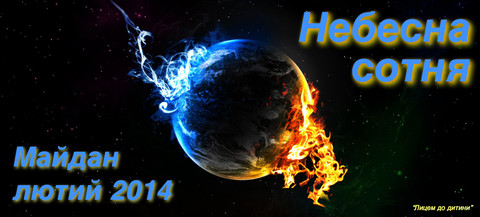 Небесна
сотня
Майдан
лютий 2014
"Лицем до дитини"